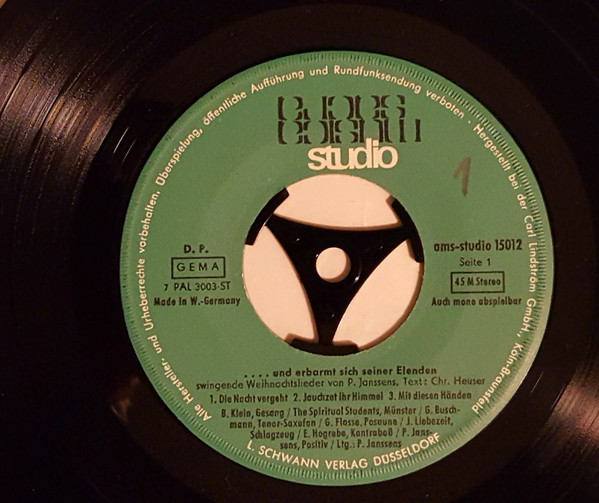 Alle Hersteller- und Urheberrechte vorbehalten. Überspielung, öffentliche Aufführung und Rundfunksendung verboten · Hergestellt bei der Carl Lindström GmbH., Köln-Braunsfeld
studio
1
D. P.
GEMA
7 PAL 3003-ST
Made in W.-Germany
ams-studio 15012
Seite 1
45 M Stereo
Auch mono abspielbar
.... und erbarmt sich seiner Elenden
swingende Weihnachtslieder von P. Janssens, Text: Chr. Heuser
1. Die Nacht vergeht 2. Jauchzet ihr Himmel 3. Mit diesen Händen
B. Klein, Gesang / The Spiritual Students, Münster / G. Busch-
mann, Tenor-Saxofon / G. Flosse, Posaune / J. Liebezeit,
Schlagzeug / E. Hogrebe, Kontrabaß / P. Jans-
sens, Positiv / Ltg.: P. Janssens
L. SCHWANN VERLAG DÜSSELDORF